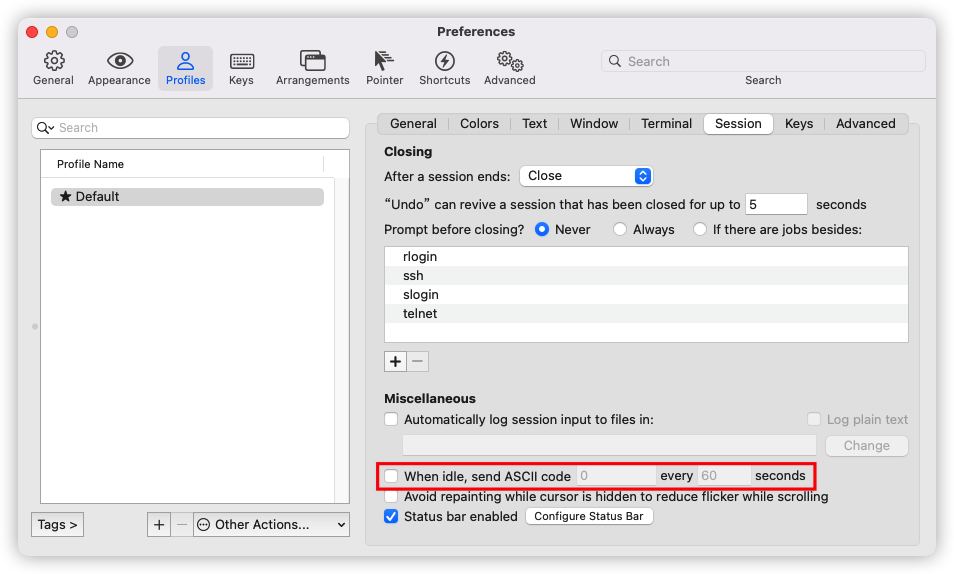 Preferences
General Appearance Profiles Keys Arrangements Pointer Shortcuts Advanced
Search
Search
Search
Profile Name
★ Default
Tags >
+ − Other Actions...
General Colors Text Window Terminal Session Keys Advanced
Closing
After a session ends: Close
“Undo” can revive a session that has been closed for up to 5 seconds
Prompt before closing? Never Always If there are jobs besides:
rlogin
ssh
slogin
telnet
+ −
Miscellaneous
Automatically log session input to files in: Log plain text
Change
When idle, send ASCII code 0 every 60 seconds
Avoid repainting while cursor is hidden to reduce flicker while scrolling
Status bar enabled Configure Status Bar